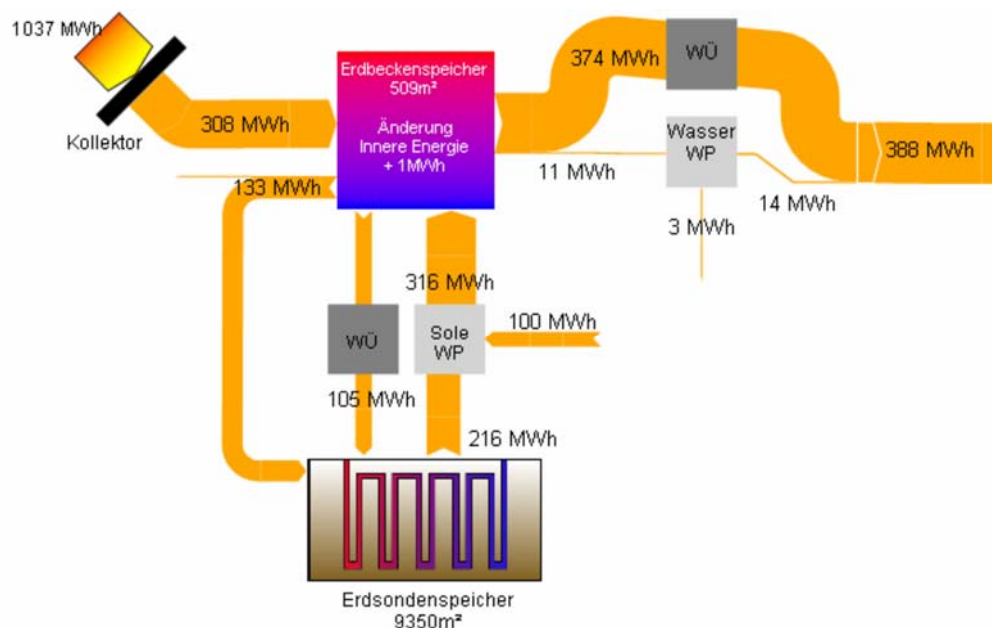 1037 MWh
Kollektor
308 MWh
Erdbeckenspeicher
509m²
Änderung
Innere Energie
+ 1MWh
374 MWh
WÜ
Wasser
WP
11 MWh
14 MWh
3 MWh
388 MWh
133 MWh
316 MWh
WÜ
Sole
WP
100 MWh
105 MWh
216 MWh
Erdsondenspeicher
9350m²